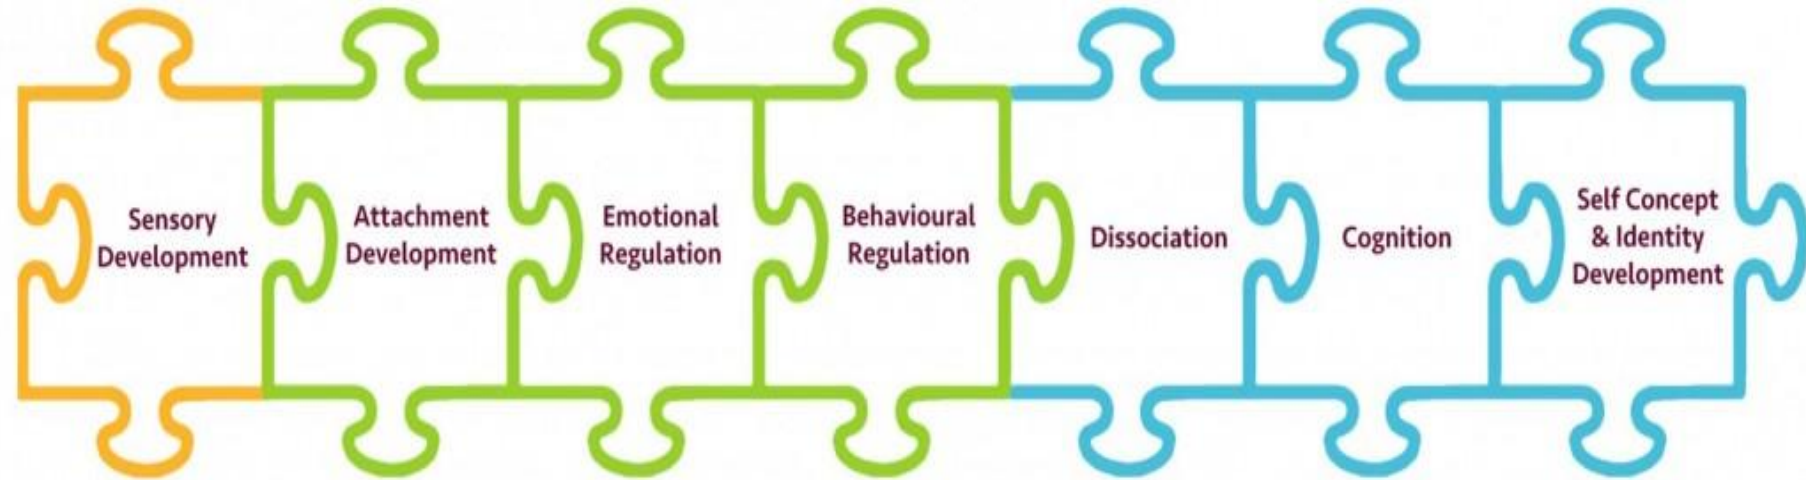 Sensory
Development
Attachment
Development
Emotional
Regulation
Behavioural
Regulation
Dissociation
Cognition
Self Concept
& Identity
Development